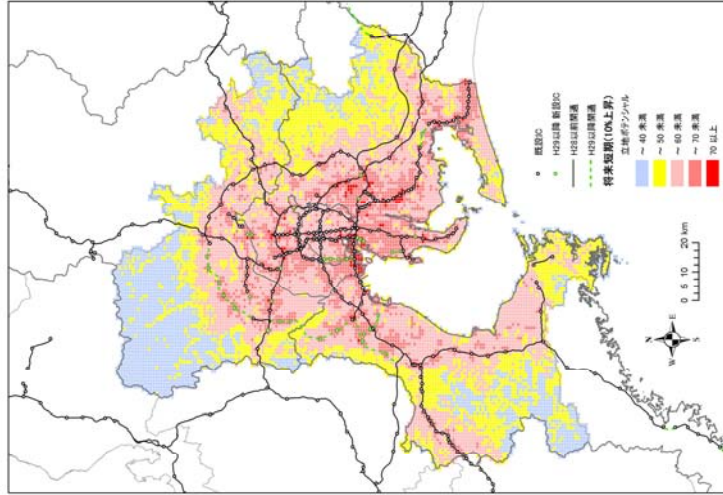 既設IC
H29以降 新設IC
H28以前開通
H29以降開通
将来短期(10%上昇)
立地ポテンシャル
～ 40 未満
～ 50 未満
～ 60 未満
～ 70 未満
70 以上
0 5 10 20 km
N
W E
S